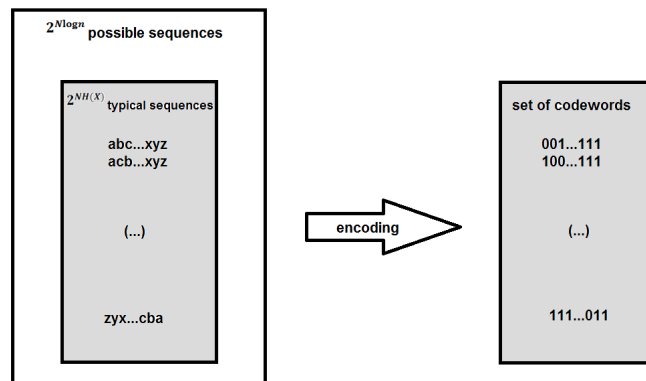 2^{Nlogn} possible sequences
2^{NH(X)} typical sequences
abc...xyz
acb...xyz
(...)
zyx...cba
encoding
set of codewords
001...111
100...111
(...)
111...011